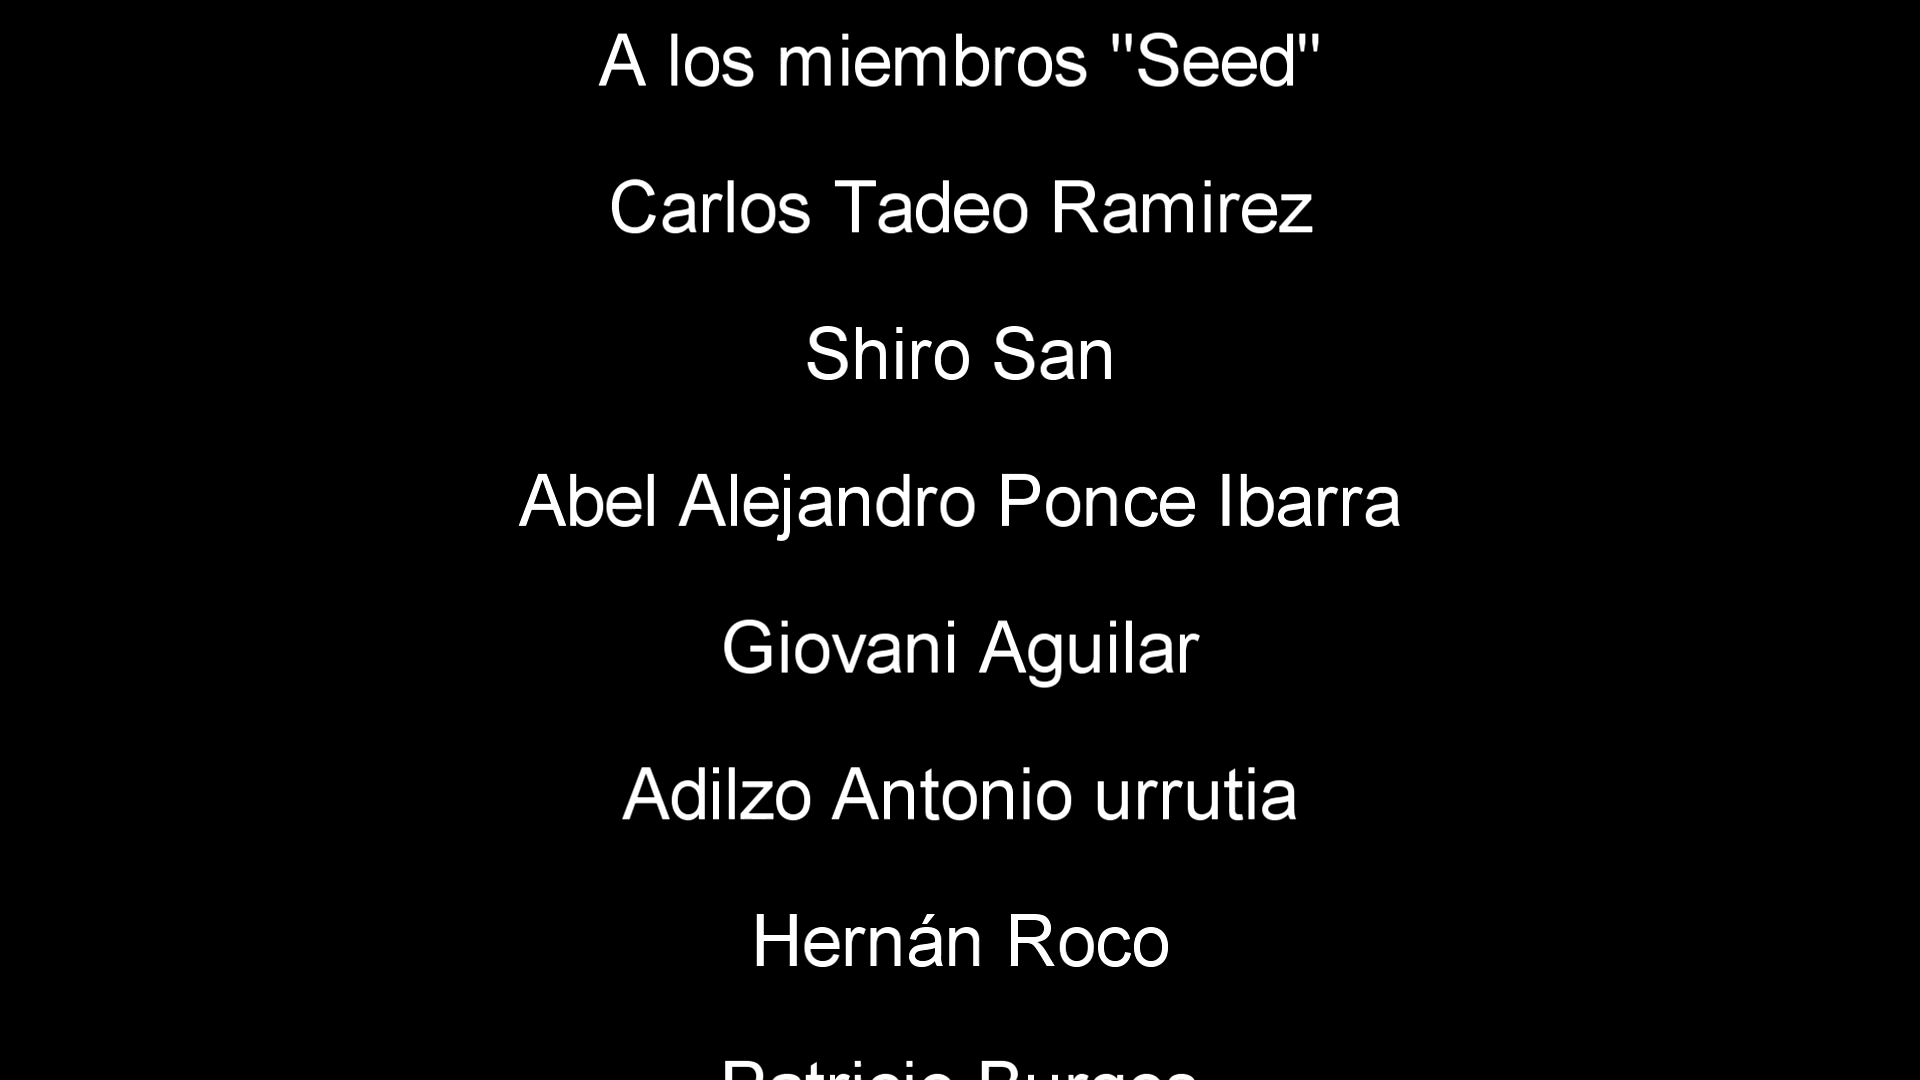 A los miembros "Seed"
Carlos Tadeo Ramirez
Shiro San
Abel Alejandro Ponce Ibarra
Giovani Aguilar
Adilzo Antonio urrutia
Hernán Roco
Patricio